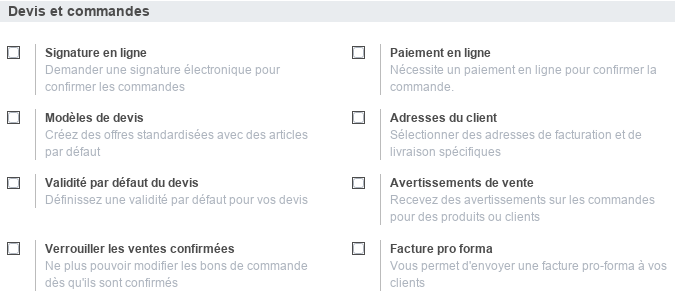 Devis et commandes
Signature en ligne
Demander une signature électronique pour
confirmer les commandes
Paiement en ligne
Nécessite un paiement en ligne pour confirmer la
commande.
Modèles de devis
Créez des offres standardisées avec des articles
par défaut
Adresses du client
Sélectionner des adresses de facturation et de
livraison spécifiques
Validité par défaut du devis
Définissez une validité par défaut pour vos devis
Avertissements de vente
Recevez des avertissements sur les commandes
pour des produits ou clients
Verrouiller les ventes confirmées
Ne plus pouvoir modifier les bons de commande
dès qu'ils sont confirmés
Facture pro forma
Vous permet d'envoyer une facture pro-forma à vos
clients